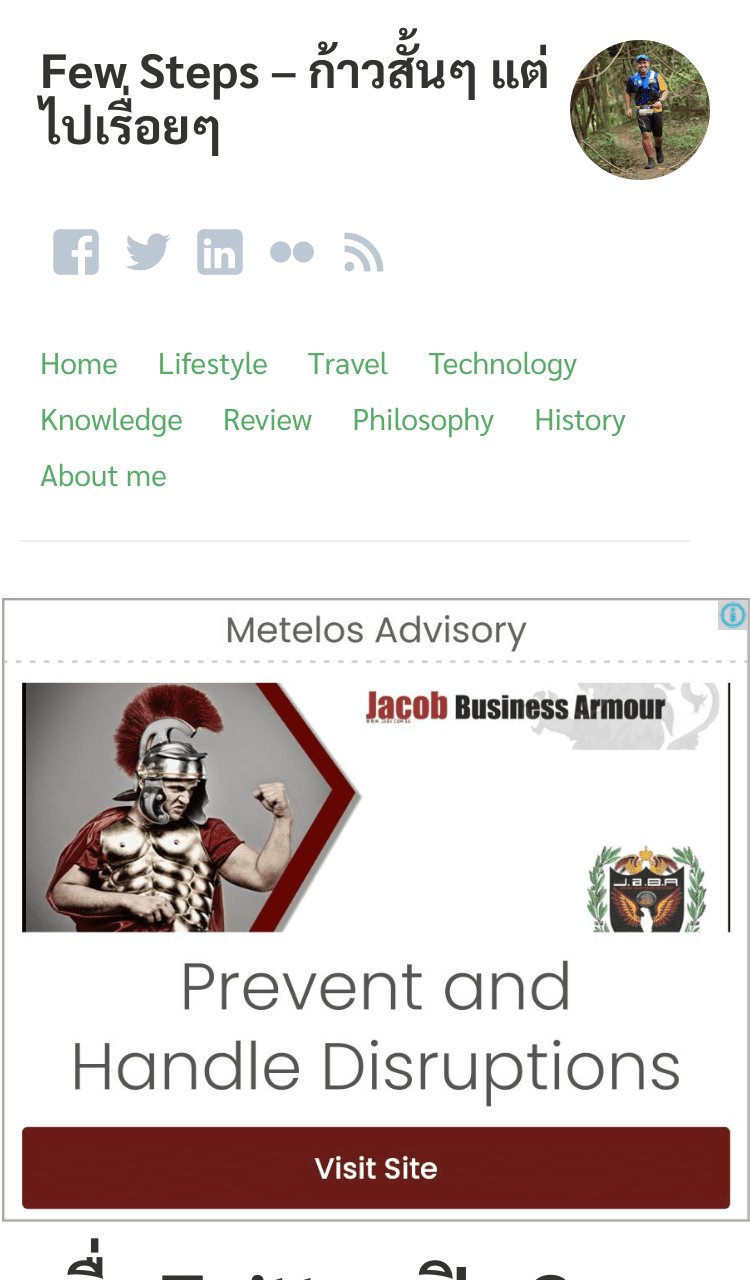 Few Steps – ก้าวสั้นๆ แต่
ไปเรื่อยๆ
Home Lifestyle Travel Technology
Knowledge Review Philosophy History
About me
Metelos Advisory
Jacob Business Armour
J.a.B.A
Prevent and
Handle Disruptions
Visit Site